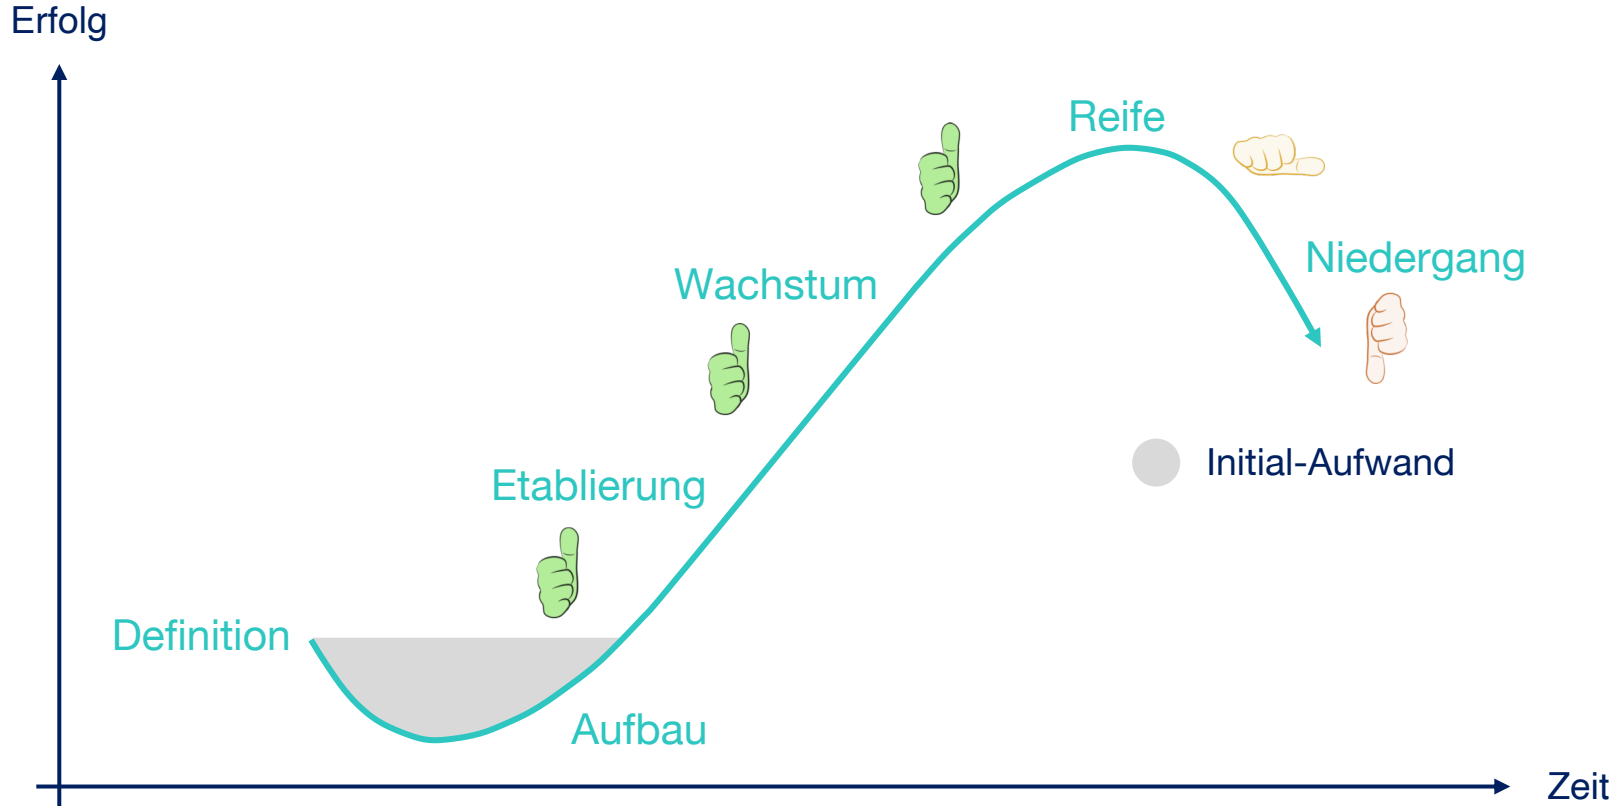 Erfolg
Reife
Niedergang
Wachstum
Initial-Aufwand
Etablierung
Definition
Aufbau
Zeit